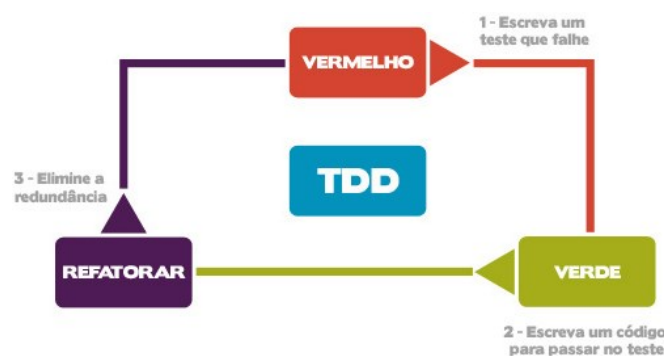 1 - Escreva um
teste que falhe
VERMELHO
TDD
3 - Elimine a
redundância
REFATORAR
VERDE
2 - Escreva um código
para passar no teste